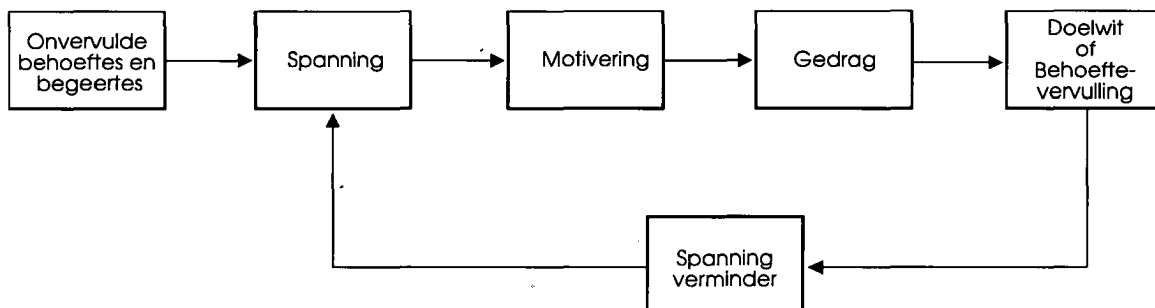 Onvervulde
behoeftes en
begeertes
Spanning
Motivering
Gedrag
Doelwit
of
Behoefte-
vervulling
Spanning
verminder